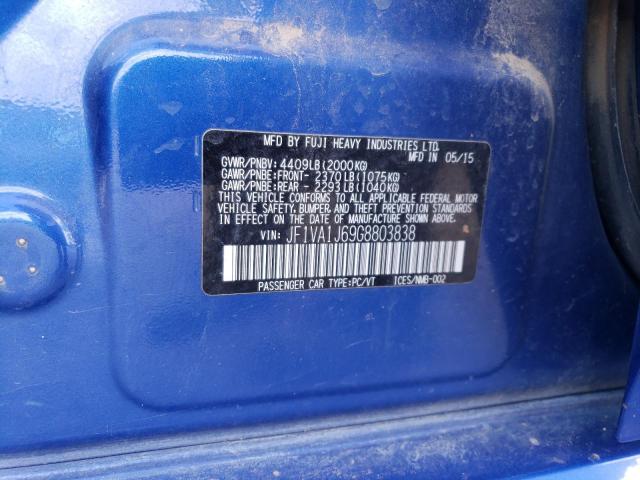 MFD BY FUJI HEAVY INDUSTRIES LTD.
MFD IN 05/15
GVWR/PNBV: 4409LB(2000KG)
GAWR/PNBE:FRONT- 2370LB(1075KG)
GAWR/PNBE:REAR - 2293LB(1040KG)
THIS VEHICLE CONFORMS TO ALL APPLICABLE FEDERAL MOTOR
VEHICLE SAFETY, BUMPER, AND THEFT PREVENTION STANDARDS
IN EFFECT ON THE DATE OF MANUFACTURE SHOWN ABOVE.
VIN: JF1VA1J69G8803838
PASSENGER CAR TYPE:PC/VT ICES/NMB-002